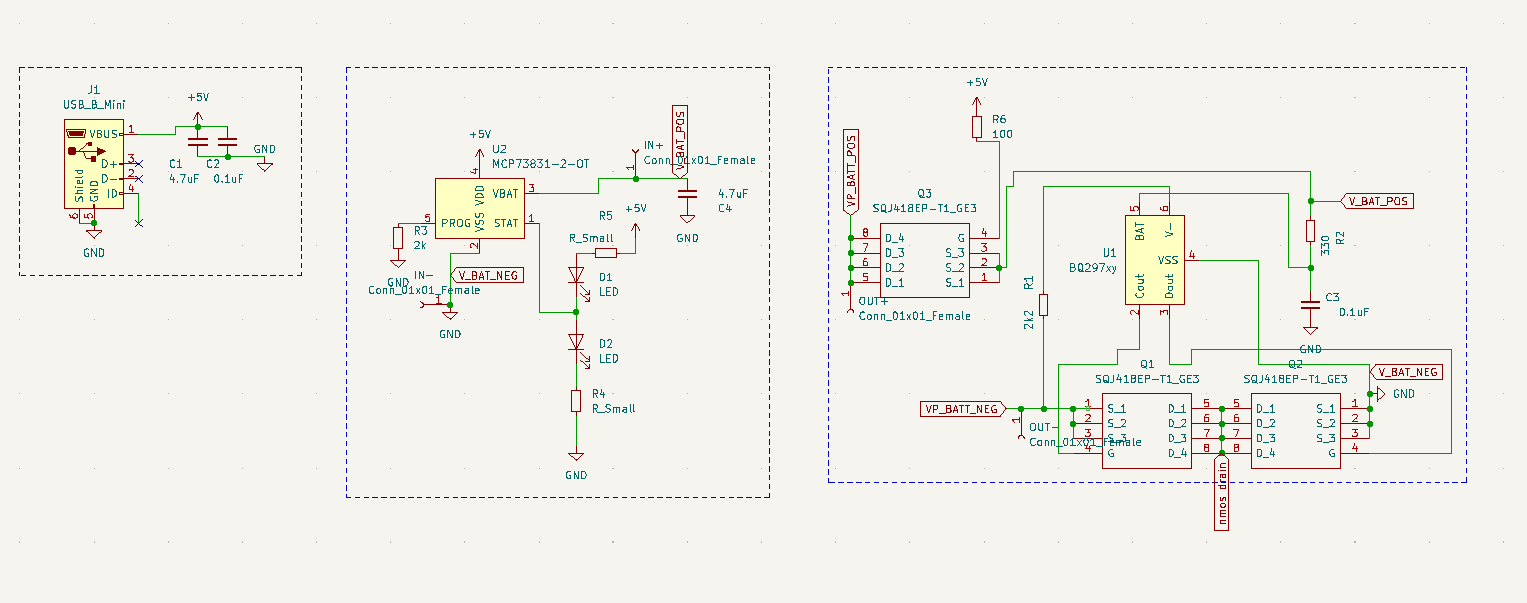 J1
USB_B_Mini
VBUS
1
D+
3
D-
2
ID
4
Shield
GND
6
5
GND
+5V
C1
4.7uF
C2
0.1uF
GND
+5V
U2
MCP73831-2-OT
4
VDD
VBAT
3
5
PROG
VSS
STAT
1
2
R3
2k
GND
IN-
Conn_01x01_Female
1
V_BAT_NEG
GND
IN+
Conn_01x01_Female
1
V_BAT_POS
4.7uF
C4
GND
R5
R_Small
+5V
D1
LED
D2
LED
R4
R_Small
GND
+5V
R6
100
VP_BATT_POS
Q3
SQJ418EP-T1_GE3
8
D_4
G
4
7
D_3
S_3
3
6
D_2
S_2
2
5
D_1
S_1
1
1
OUT+
Conn_01x01_Female
R1
2k2
U1
BQ297xy
5
6
BAT
V-
VSS
4
Cout
Dout
2
3
V_BAT_POS
R2
330
C3
0.1uF
GND
Q1
SQJ418EP-T1_GE3
Q2
SQJ418EP-T1_GE3
V_BAT_NEG
GND
VP_BATT_NEG
1
OUT-
Conn_01x01_Female
1
S_1
D_1
5
2
S_2
D_2
6
3
S_3
D_3
7
4
G
D_4
8
5
D_1
S_1
1
6
D_2
S_2
2
7
D_3
S_3
3
8
D_4
G
4
nmos_drain